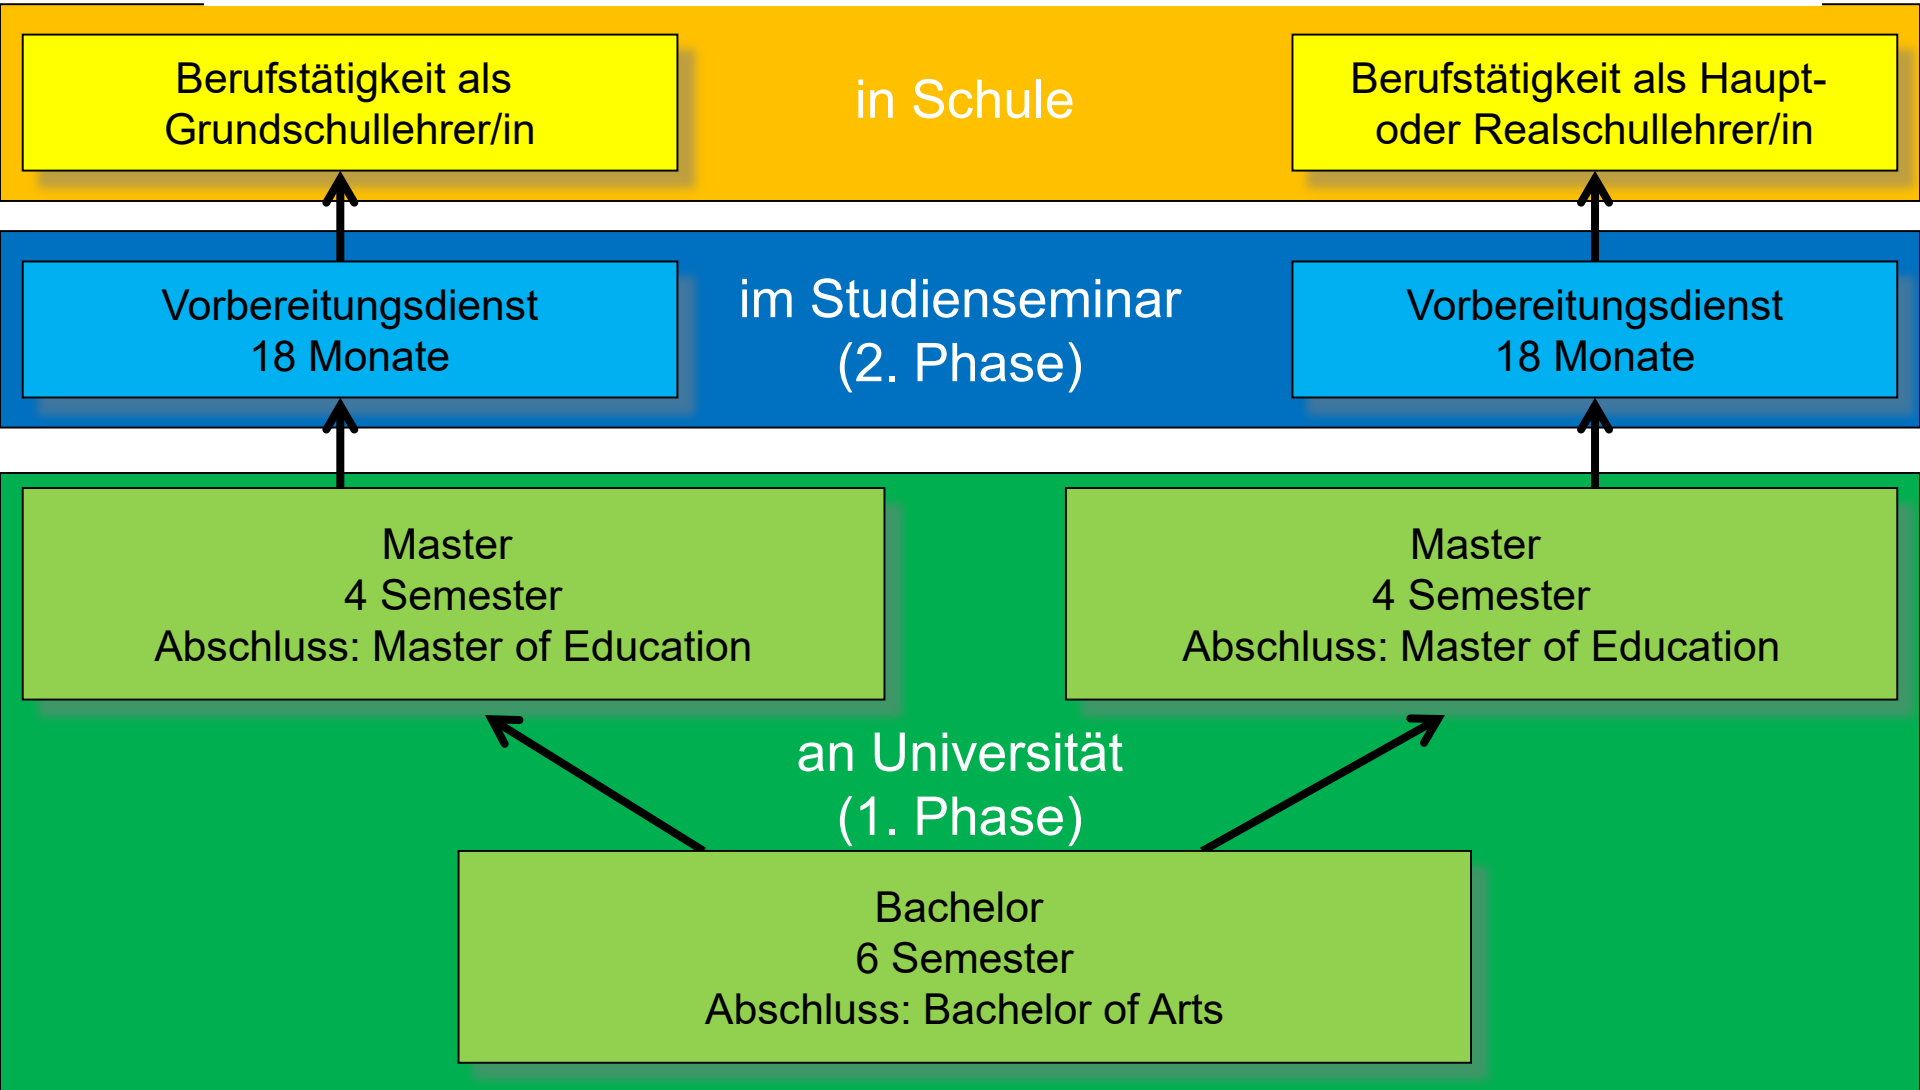 Berufstätigkeit als
Grundschullehrer/in
in Schule
Berufstätigkeit als Haupt-
oder Realschullehrer/in
Vorbereitungsdienst
18 Monate
im Studienseminar
(2. Phase)
Vorbereitungsdienst
18 Monate
Master
4 Semester
Abschluss: Master of Education
Master
4 Semester
Abschluss: Master of Education
an Universität
(1. Phase)
Bachelor
6 Semester
Abschluss: Bachelor of Arts